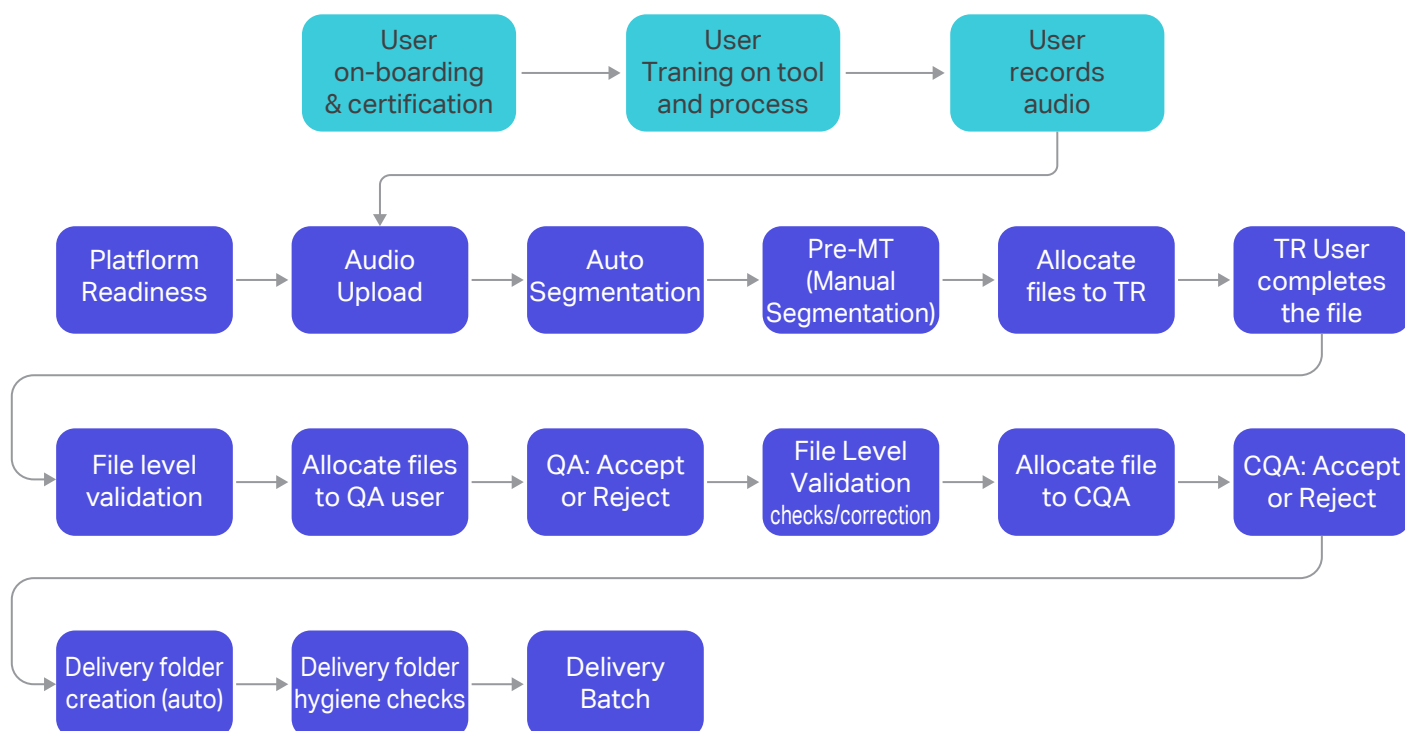 User
on-boarding
& certification
User
Traning on tool
and process
User
records
audio
Platflorm
Readiness
Audio
Upload
Auto
Segmentation
Pre-MT
(Manual
Segmentation)
Allocate
files to TR
TR User
completes
the file
File level
validation
Allocate files
to QA user
QA: Accept
or Reject
File Level
Validation
checks/correction
Allocate file
to CQA
CQA: Accept
or Reject
Delivery folder
creation (auto)
Delivery folder
hygiene checks
Delivery
Batch